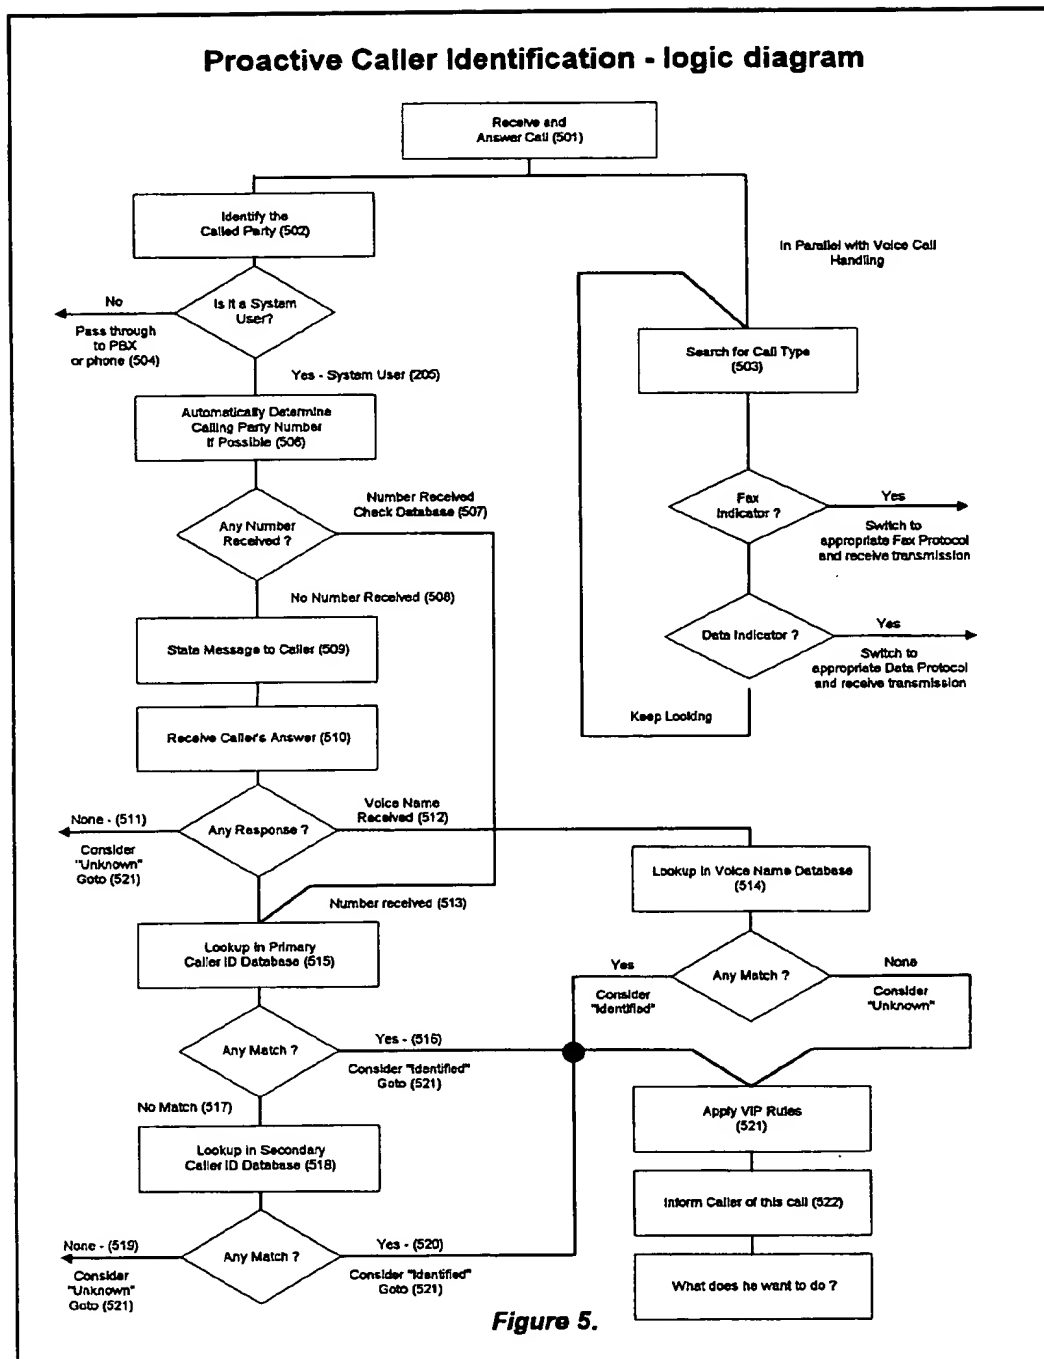 Proactive Caller Identification - logic diagram
Receive and
Answer Call (501)
Identify the
Called Party (502)
In Parallel with Voice Call
Handling
Is it a System
User?
No
Pass through
to PBX
or phone (504)
Search for Call Type
(503)
Yes - System User (205)
Automatically Determine
Calling Party Number
If Possible (506)
Fax
Indicator ?
Yes
Switch to
appropriate Fax Protocol
and receive transmission
Number Received
Check Database (507)
Any Number
Received ?
No Number Received (508)
Data Indicator ?
Yes
Switch to
appropriate Data Protocol
and receive transmission
State Message to Caller (509)
Keep Looking
Receive Caller's Answer (510)
Voice Name
Received (512)
Any Response ?
None - (511)
Consider
"Unknown"
Goto (521)
Lookup in Voice Name Database
(514)
Number received (513)
Lookup in Primary
Caller ID Database (515)
Any Match ?
Yes
Consider
"Identified"
None
Consider
"Unknown"
Any Match ?
Yes - (516)
Consider "Identified"
Goto (521)
No Match (517)
Apply VIP Rules
(521)
Lookup in Secondary
Caller ID Database (518)
Inform Caller of this call (522)
Any Match ?
None - (519)
Consider
"Unknown"
Goto (521)
Yes - (520)
Consider "Identified"
Goto (521)
What does he want to do ?
Figure 5.